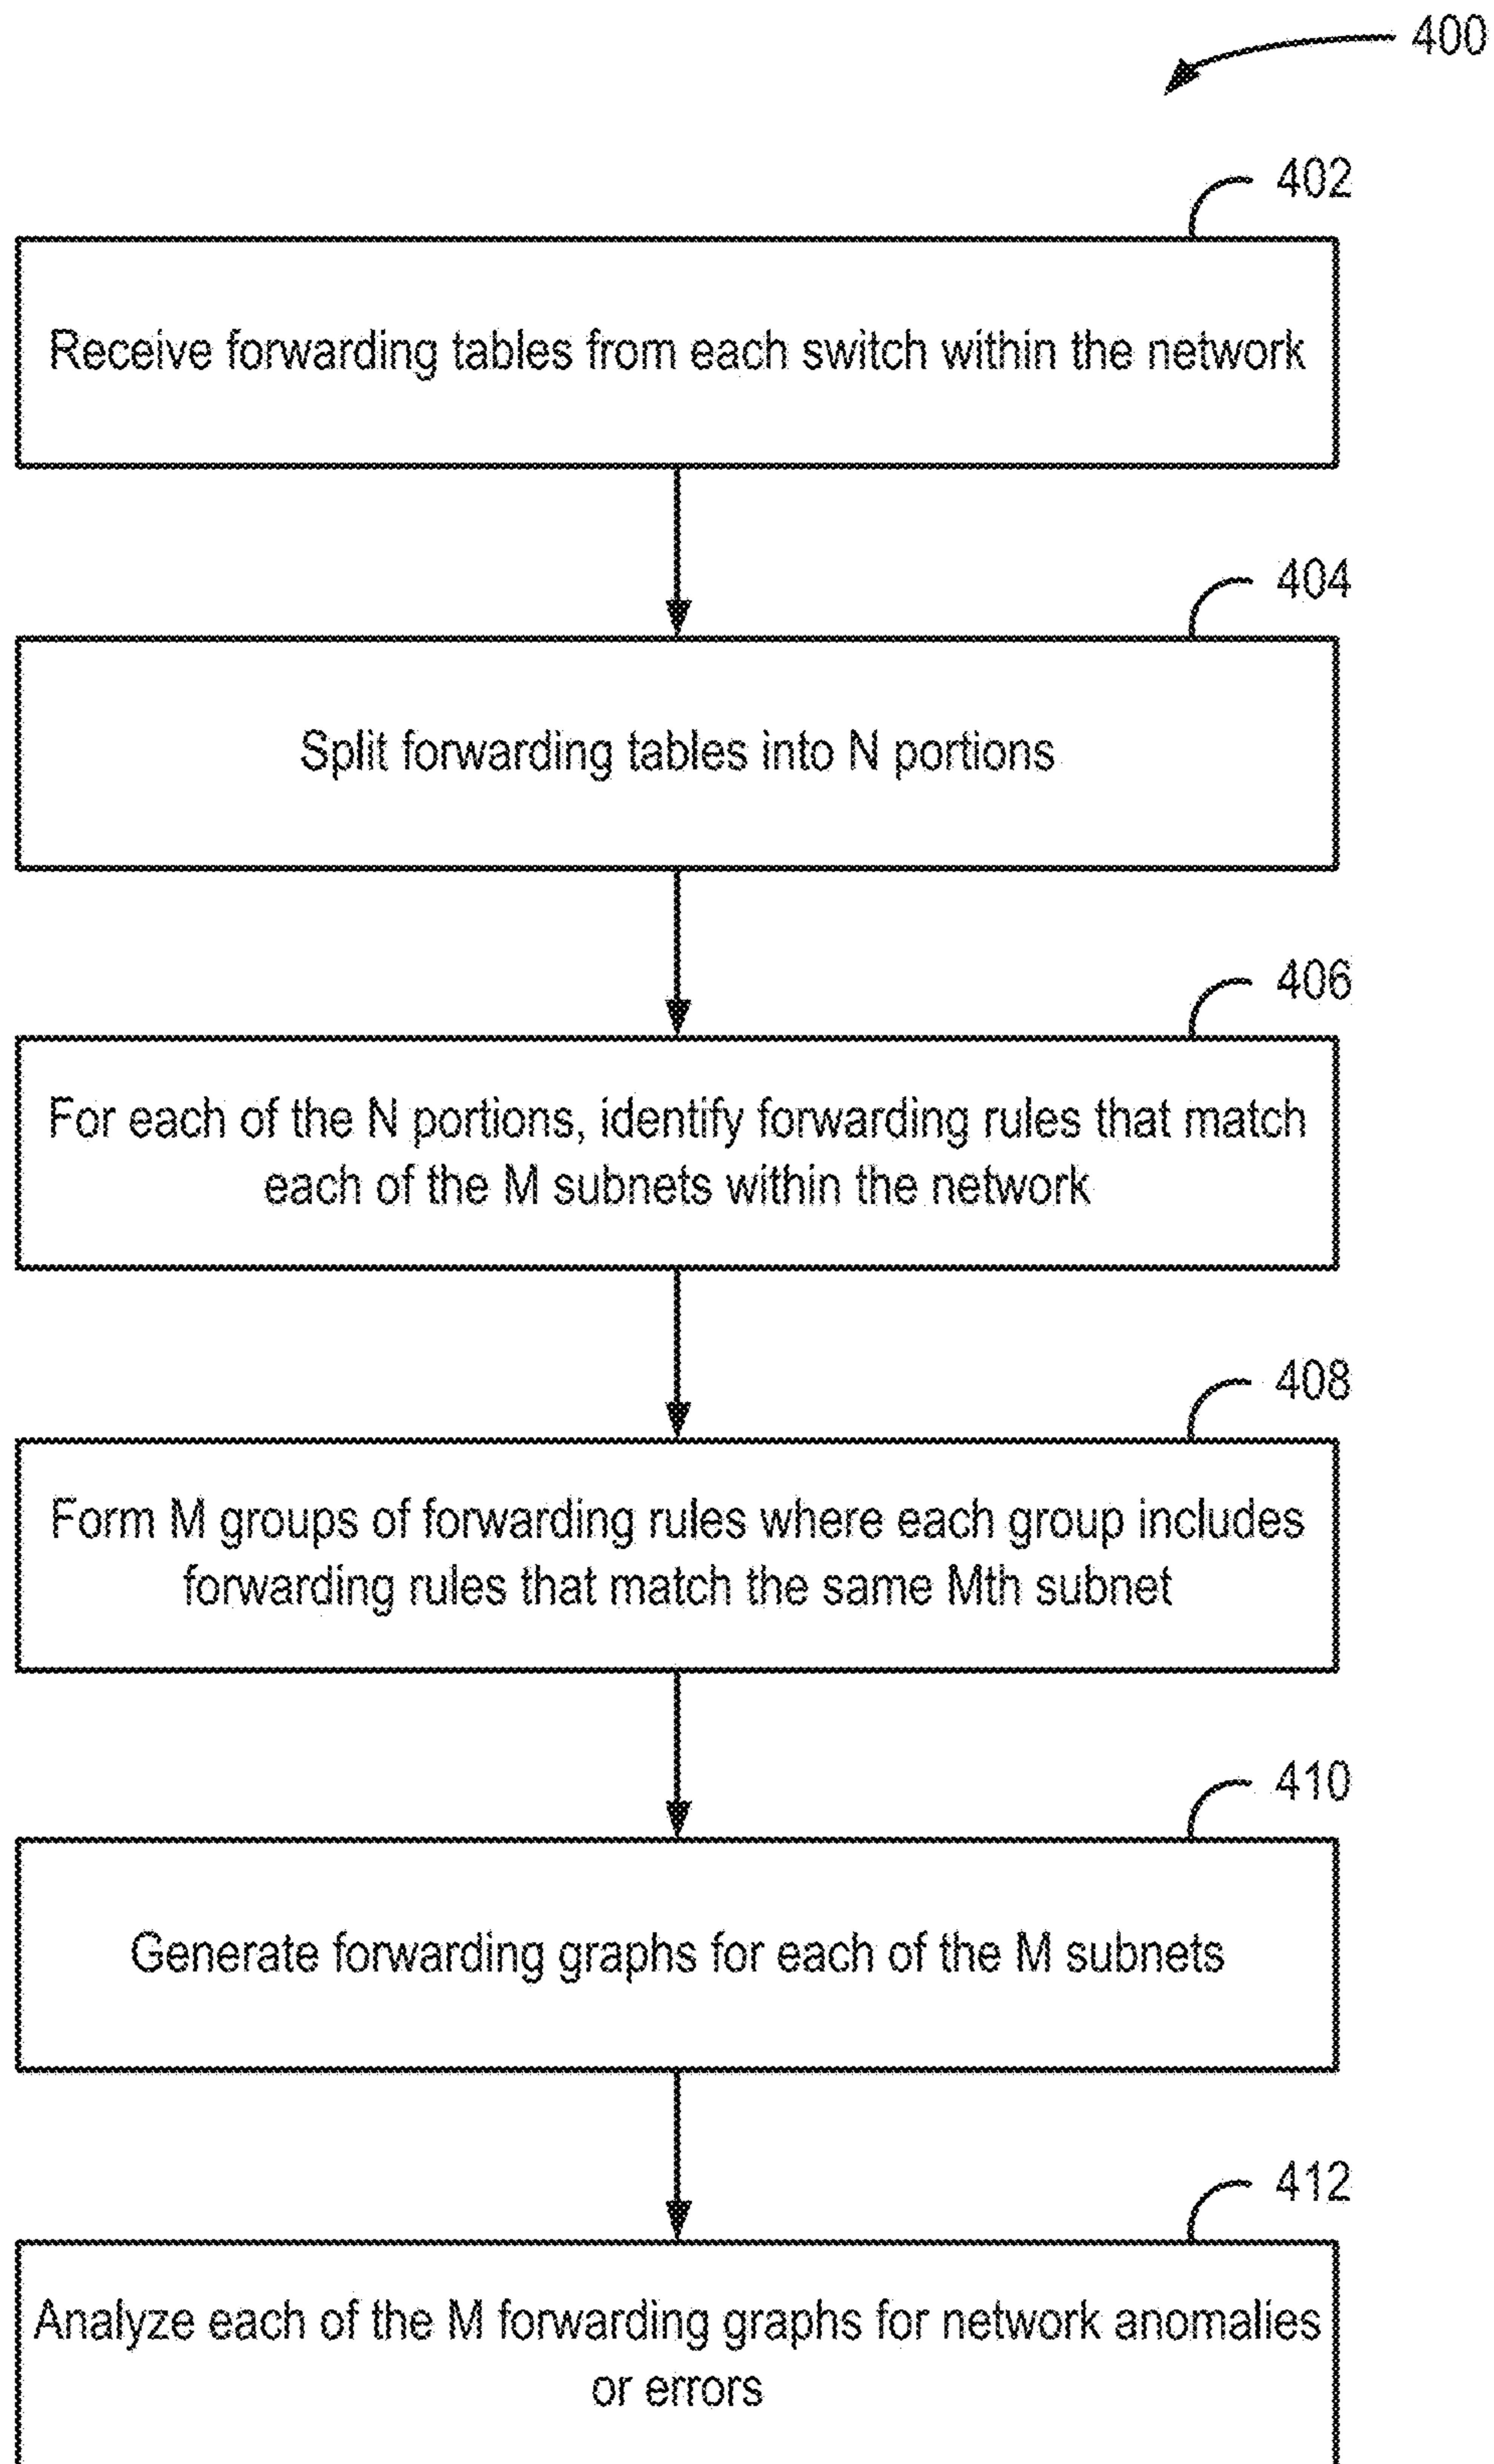 400
402
Receive forwarding tables from each switch within the network
404
Split forwarding tables into N portions
406
For each of the N portions, identify forwarding rules that match
each of the M subnets within the network
408
Form M groups of forwarding rules where each group includes
forwarding rules that match the same Mth subnet
410
Generate forwarding graphs for each of the M subnets
412
Analyze each of the M forwarding graphs for network anomalies
or errors